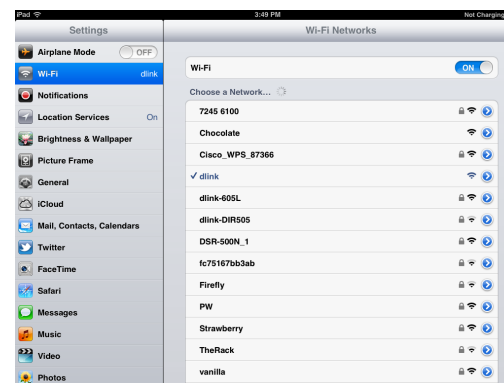 iPad 3:49 PM Not Charging
Settings
Airplane Mode OFF
Wi-Fi dlink
Notifications
Location Services On
Brightness & Wallpaper
Picture Frame
General
iCloud
Mail, Contacts, Calendars
Twitter
FaceTime
Safari
Messages
Music
Video
Photos
Wi-Fi Networks
Wi-Fi ON
Choose a Network...
7245 6100
Chocolate
Cisco_WPS_87366
dlink
dlink-605L
dlink-DIR505
DSR-500N_1
fc75167bb3ab
Firefly
PW
Strawberry
TheRack
vanilla